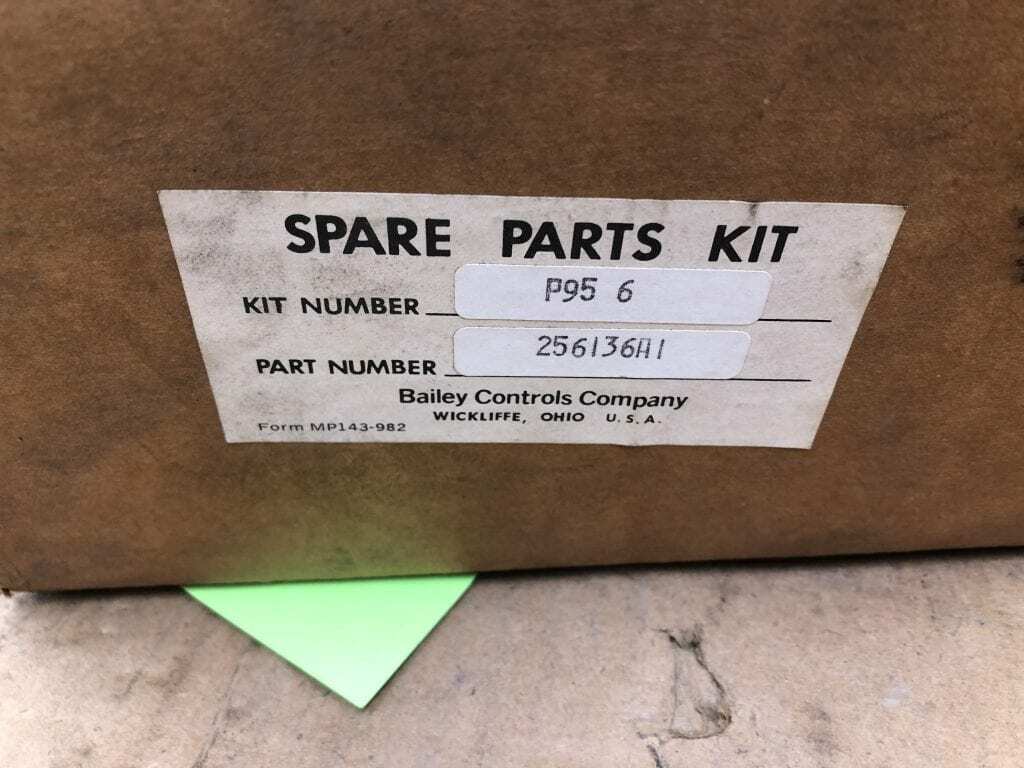 SPARE PARTS KIT
KIT NUMBER P95 6
PART NUMBER 256136A1
Bailey Controls Company
WICKLIFFE, OHIO U.S.A.
Form MP143-982